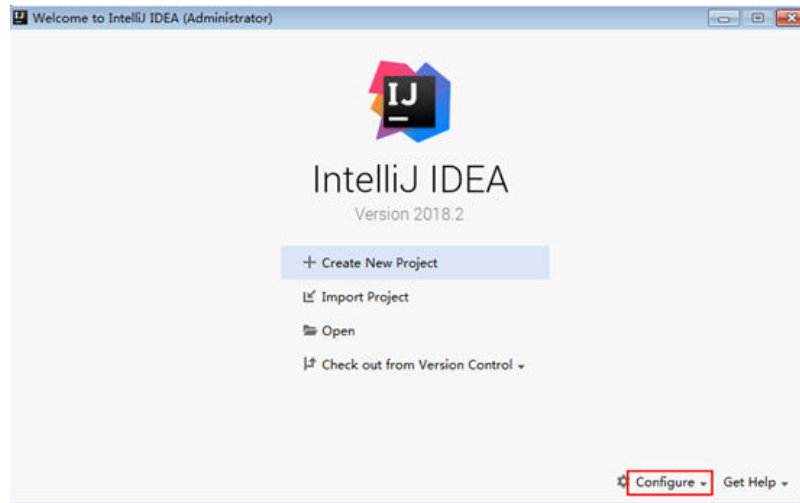 Welcome to IntelliJ IDEA (Administrator)
IJ
IntelliJ IDEA
Version 2018.2
Create New Project
Import Project
Open
Check out from Version Control
Configure Get Help